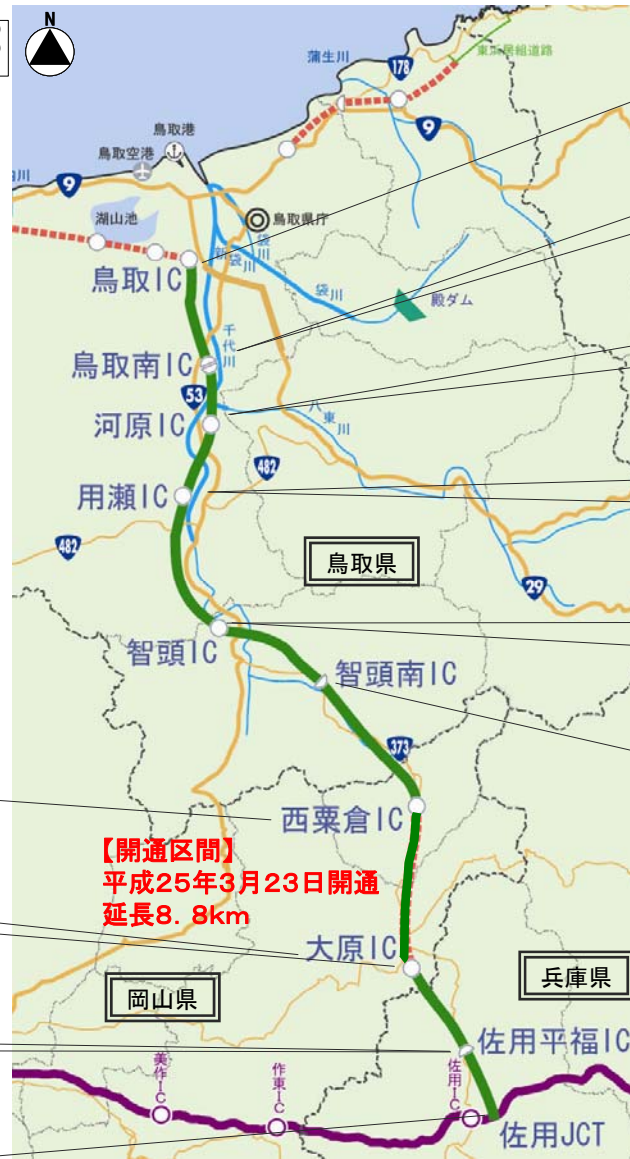 N
蒲生川
東浜居組道路
178
9
鳥取港
鳥取空港
9
湖山池
鳥取県庁
袋川
新袋川
鳥取IC
袋川
殿ダム
千代川
鳥取南IC
53
河原IC
八東川
482
用瀬IC
482
鳥取県
29
智頭IC
智頭南IC
373
西粟倉IC
【開通区間】
平成25年3月23日開通
延長8.8km
大原IC
岡山県
兵庫県
佐用平福IC
美作IC
作東IC
佐用IC
佐用JCT